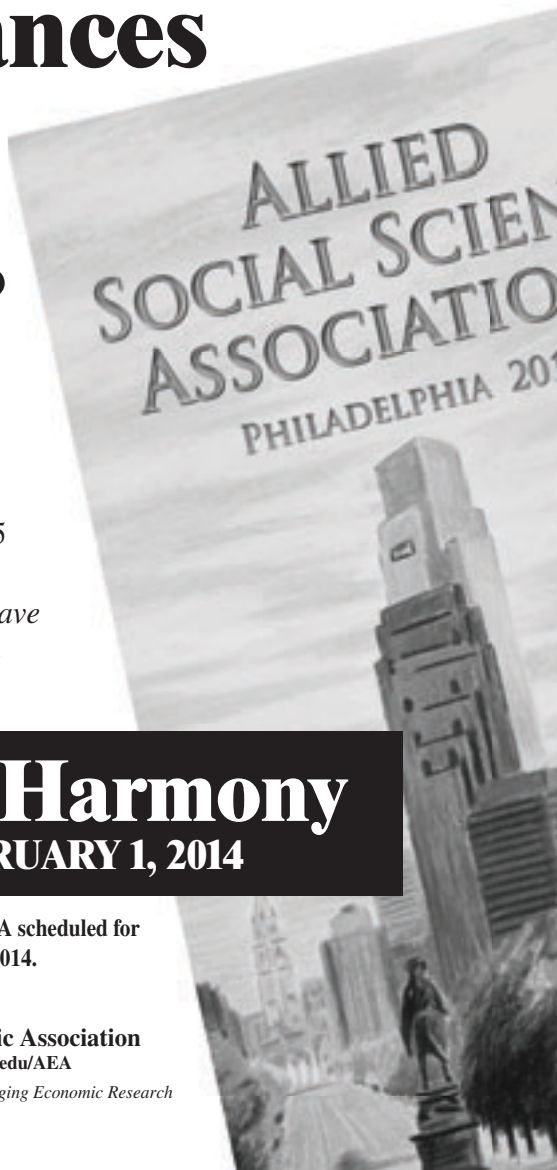 ances
ALLIED
SOCIAL SCIEN
ASSOCIATIO
PHILADELPHIA 201
5
ave
Harmony
RUARY 1, 2014
A scheduled for
014.
ic Association
edu/AEA
ging Economic Research